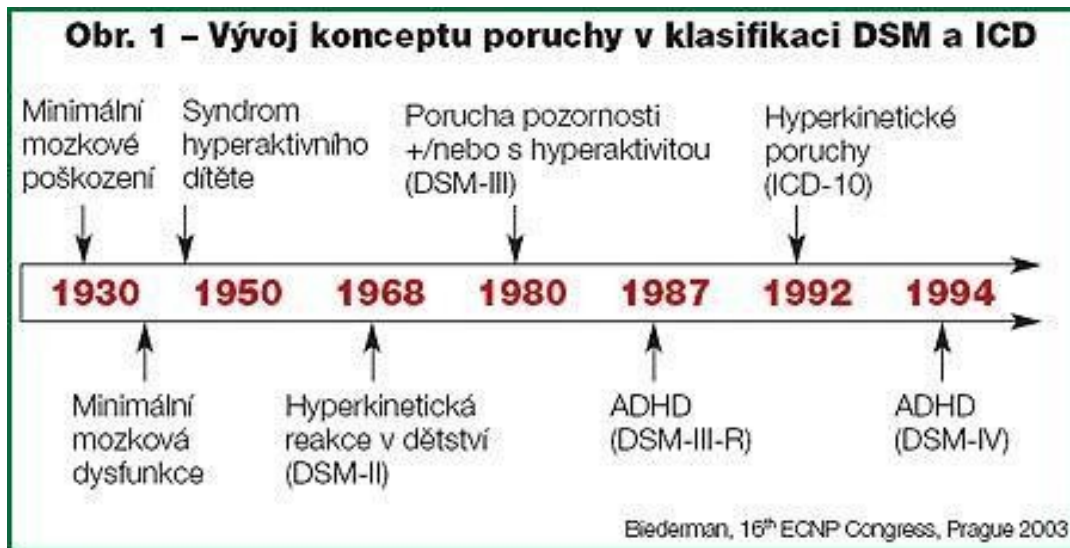 Obr. 1 – Vývoj konceptu poruchy v klasifikaci DSM a ICD
Minimální
mozkové
poškození
Syndrom
hyperaktivního
dítěte
Porucha pozornosti
+/nebo s hyperaktivitou
(DSM-III)
Hyperkinetické
poruchy
(ICD-10)
1930 1950 1968 1980 1987 1992 1994
Minimální
mozková
dysfunkce
Hyperkinetická
reakce v dětství
(DSM-II)
ADHD
(DSM-III-R)
ADHD
(DSM-IV)
Biederman, 16th ECNP Congress, Prague 2003